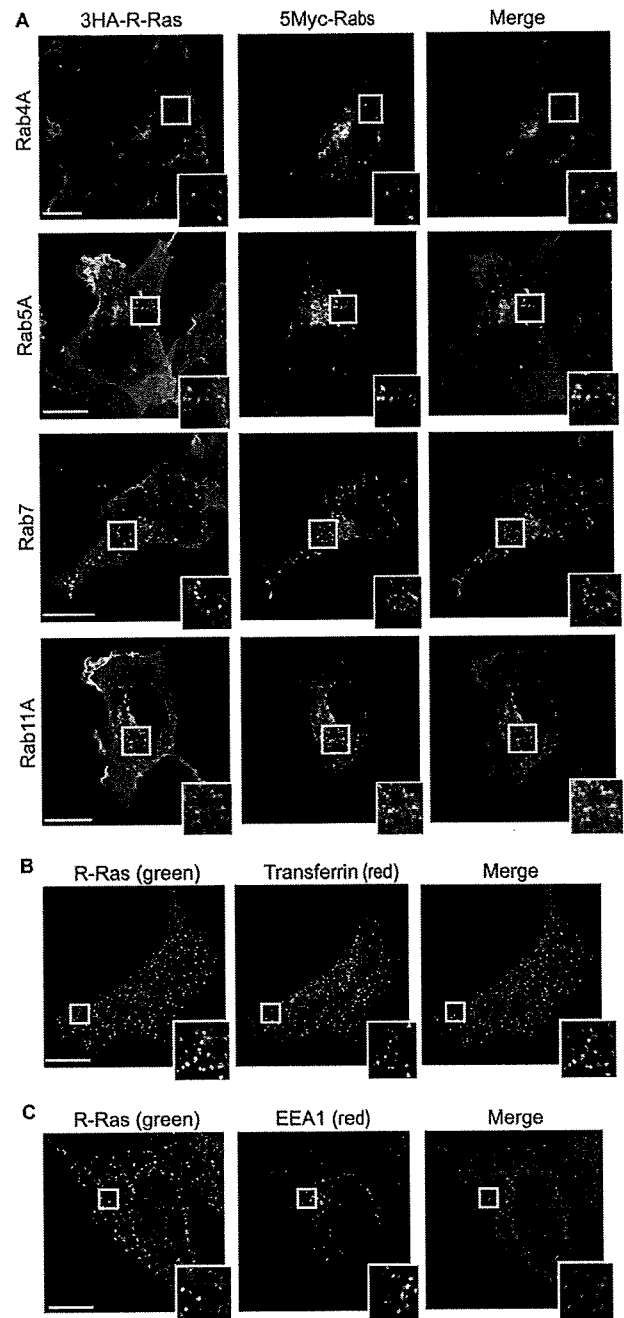 A
3HA-R-Ras 5Myc-Rabs Merge
Rab4A
Rab5A
Rab7
Rab11A
B
R-Ras (green) Transferrin (red) Merge
C
R-Ras (green) EEA1 (red) Merge